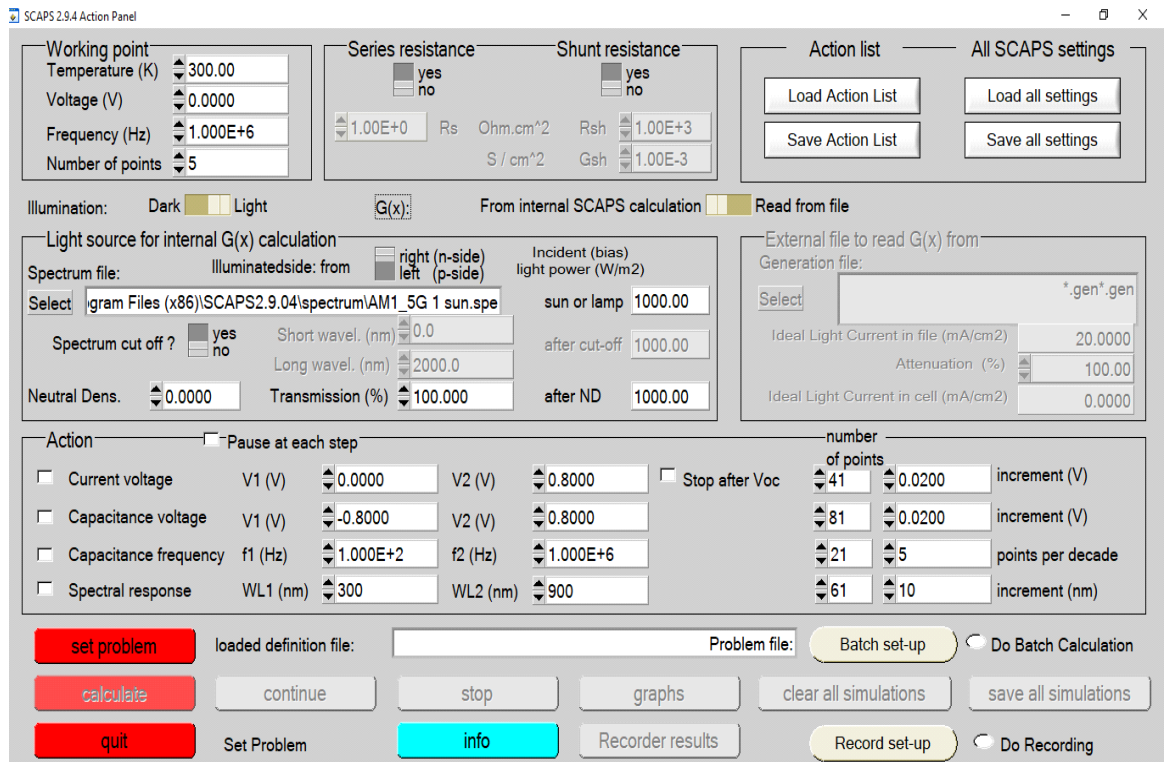 SCAPS 2.9.4 Action Panel
Working point
Temperature (K) 300.00
Voltage (V) 0.0000
Frequency (Hz) 1.000E+6
Number of points 5
Series resistance
yes
no
Shunt resistance
yes
no
1.00E+0 Rs Ohm.cm^2 Rsh 1.00E+3
S / cm^2 Gsh 1.00E-3
Action list
All SCAPS settings
Load Action List
Load all settings
Save Action List
Save all settings
Illumination: Dark Light
G(x): From internal SCAPS calculation Read from file
Light source for internal G(x) calculation
Spectrum file:
Illuminatedside: from
right (n-side)
left (p-side)
Incident (bias)
light power (W/m2)
Select ogram Files (x86)\SCAPS2.9.04\spectrum\AM1_5G 1 sun.spe
sun or lamp 1000.00
Spectrum cut off ?
yes
no
Short wavel. (nm) 0.0
Long wavel. (nm) 2000.0
after cut-off 1000.00
Neutral Dens. 0.0000
Transmission (%) 100.000
after ND 1000.00
External file to read G(x) from
Generation file:
Select
*.gen*.gen
Ideal Light Current in file (mA/cm2) 20.0000
Attenuation (%) 100.00
Ideal Light Current in cell (mA/cm2) 0.0000
Action
Pause at each step
number
of points
Current voltage V1 (V) 0.0000 V2 (V) 0.8000 Stop after Voc 41 0.0200 increment (V)
Capacitance voltage V1 (V) -0.8000 V2 (V) 0.8000 81 0.0200 increment (V)
Capacitance frequency f1 (Hz) 1.000E+2 f2 (Hz) 1.000E+6 21 5 points per decade
Spectral response WL1 (nm) 300 WL2 (nm) 900 61 10 increment (nm)
set problem
loaded definition file:
Problem file:
Batch set-up
Do Batch Calculation
calculate
continue
stop
graphs
clear all simulations
save all simulations
quit
Set Problem
info
Recorder results
Record set-up
Do Recording